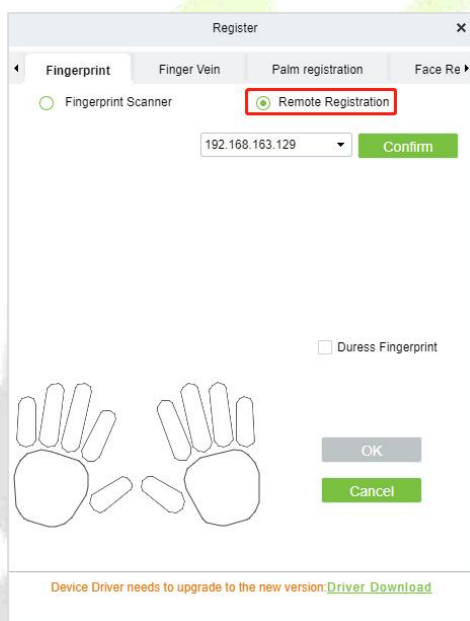 Register
Fingerprint Finger Vein Palm registration Face Re
Fingerprint Scanner Remote Registration
192.168.163.129 Confirm
Duress Fingerprint
OK
Cancel
Device Driver needs to upgrade to the new version:Driver Download